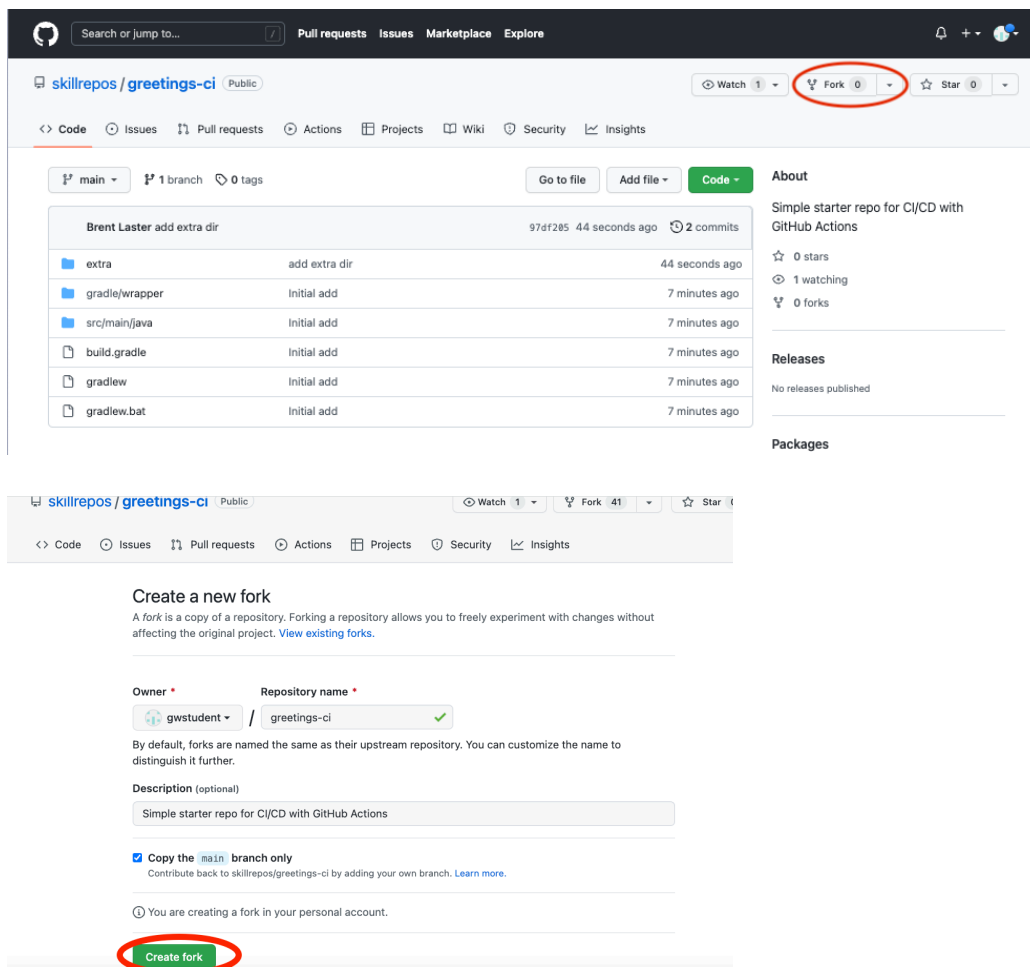 Search or jump to... / Pull requests Issues Marketplace Explore
skillrepos / greetings-ci Public Watch 1 Fork 0 Star 0
Code Issues Pull requests Actions Projects Wiki Security Insights
main 1 branch 0 tags Go to file Add file Code
About
Simple starter repo for CI/CD with
GitHub Actions
Brent Laster add extra dir 97df205 44 seconds ago 2 commits
extra add extra dir 44 seconds ago
gradle/wrapper Initial add 7 minutes ago
src/main/java Initial add 7 minutes ago
build.gradle Initial add 7 minutes ago
gradlew Initial add 7 minutes ago
gradlew.bat Initial add 7 minutes ago
0 stars
1 watching
0 forks
Releases
No releases published
Packages
skillrepos / greetings-ci Public Watch 1 Fork 41 Star
Code Issues Pull requests Actions Projects Security Insights
Create a new fork
A fork is a copy of a repository. Forking a repository allows you to freely experiment with changes without
affecting the original project. View existing forks.
Owner * Repository name *
gwstudent / greetings-ci
By default, forks are named the same as their upstream repository. You can customize the name to
distinguish it further.
Description (optional)
Simple starter repo for CI/CD with GitHub Actions
Copy the main branch only
Contribute back to skillrepos/greetings-ci by adding your own branch. Learn more.
You are creating a fork in your personal account.
Create fork